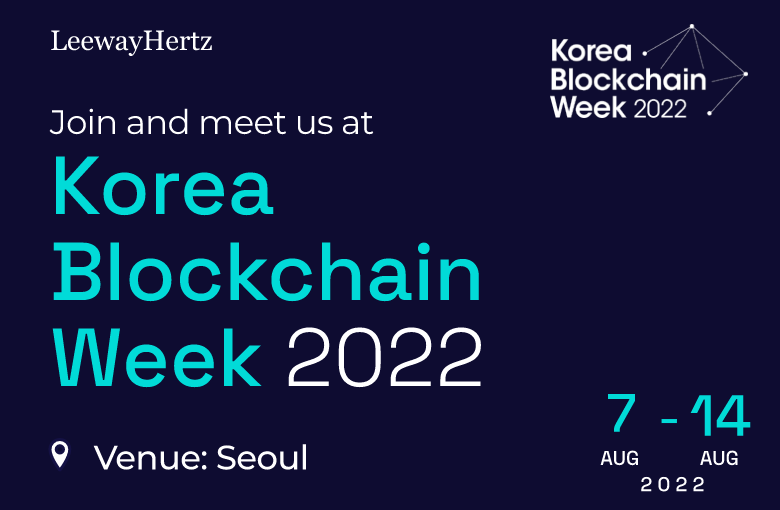 LeewayHertz
Korea
Blockchain
Week 2022
Join and meet us at
Korea
Blockchain
Week 2022
Venue: Seoul
7 - 14
AUG AUG
2022